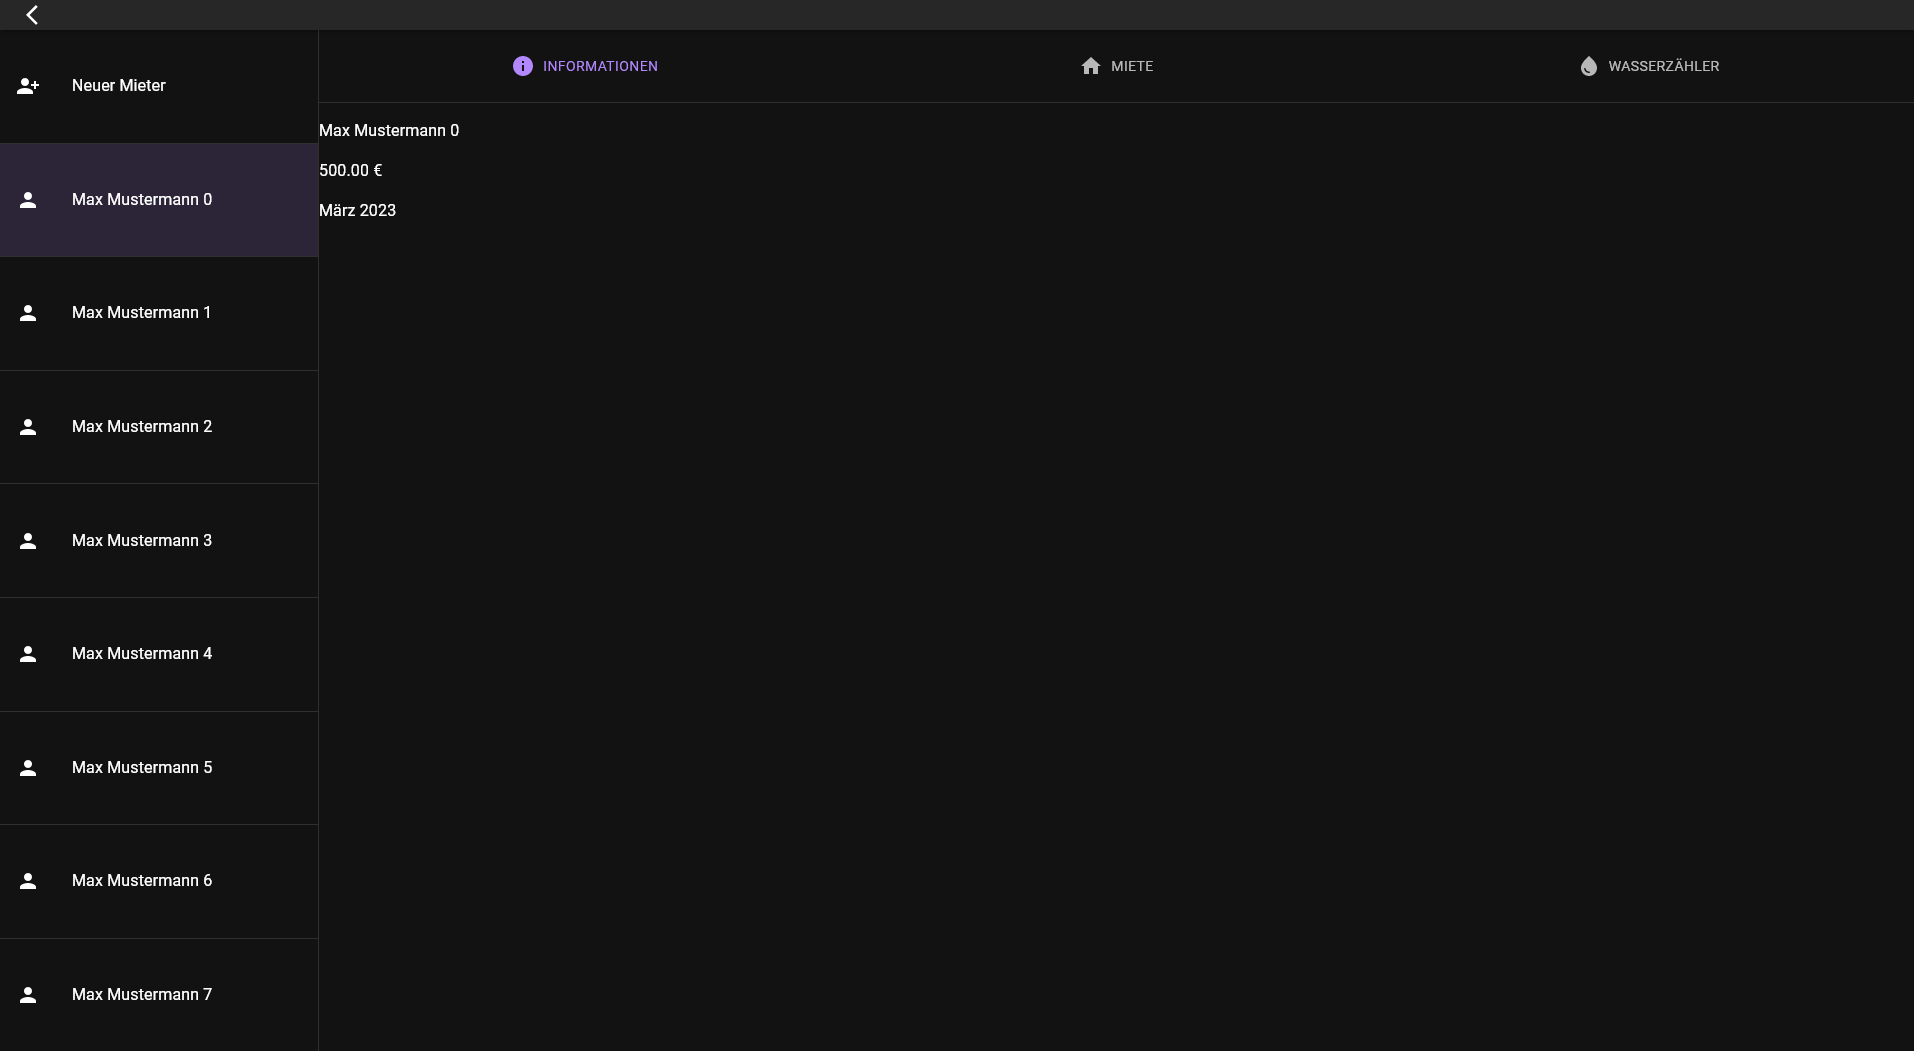 Neuer Mieter
Max Mustermann 0
Max Mustermann 1
Max Mustermann 2
Max Mustermann 3
Max Mustermann 4
Max Mustermann 5
Max Mustermann 6
Max Mustermann 7
INFORMATIONEN
MIETE
WASSERZÄHLER
Max Mustermann 0
500.00 €
März 2023